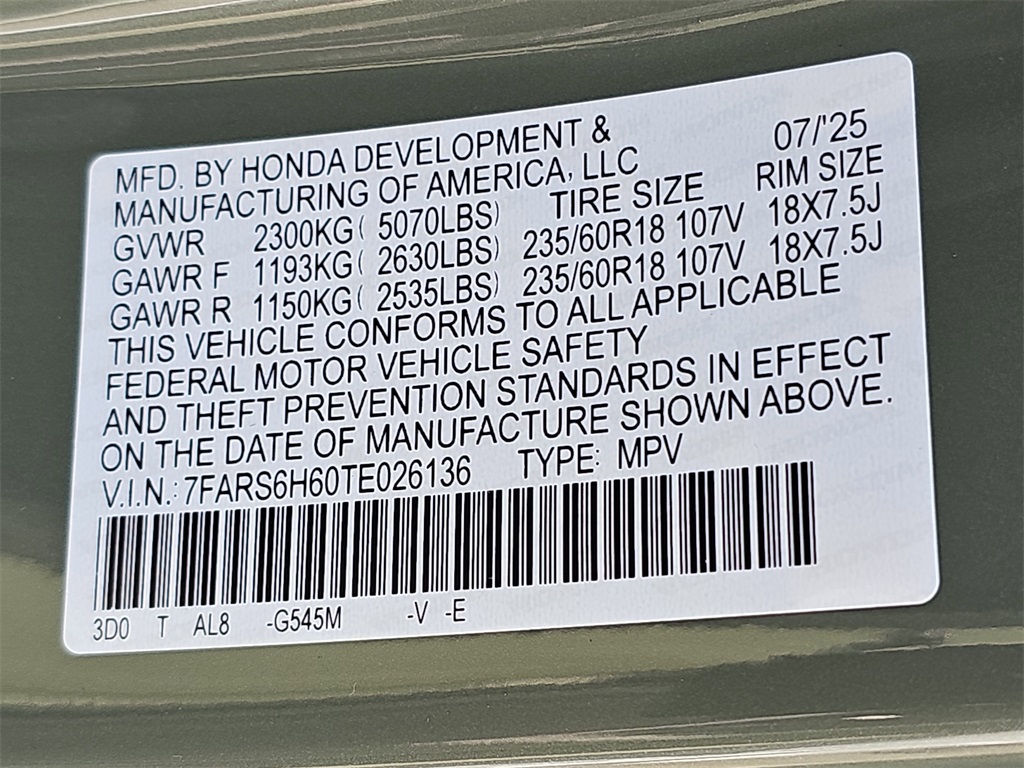 MFD. BY HONDA DEVELOPMENT & 07/'25
MANUFACTURING OF AMERICA, LLC
TIRE SIZE RIM SIZE
GVWR 2300KG( 5070LBS)
GAWR F 1193KG( 2630LBS) 235/60R18 107V 18X7.5J
GAWR R 1150KG( 2535LBS) 235/60R18 107V 18X7.5J
THIS VEHICLE CONFORMS TO ALL APPLICABLE
FEDERAL MOTOR VEHICLE SAFETY
AND THEFT PREVENTION STANDARDS IN EFFECT
ON THE DATE OF MANUFACTURE SHOWN ABOVE.
V.I.N.: 7FARS6H60TE026136 TYPE: MPV
3D0 T AL8 -G545M -V -E